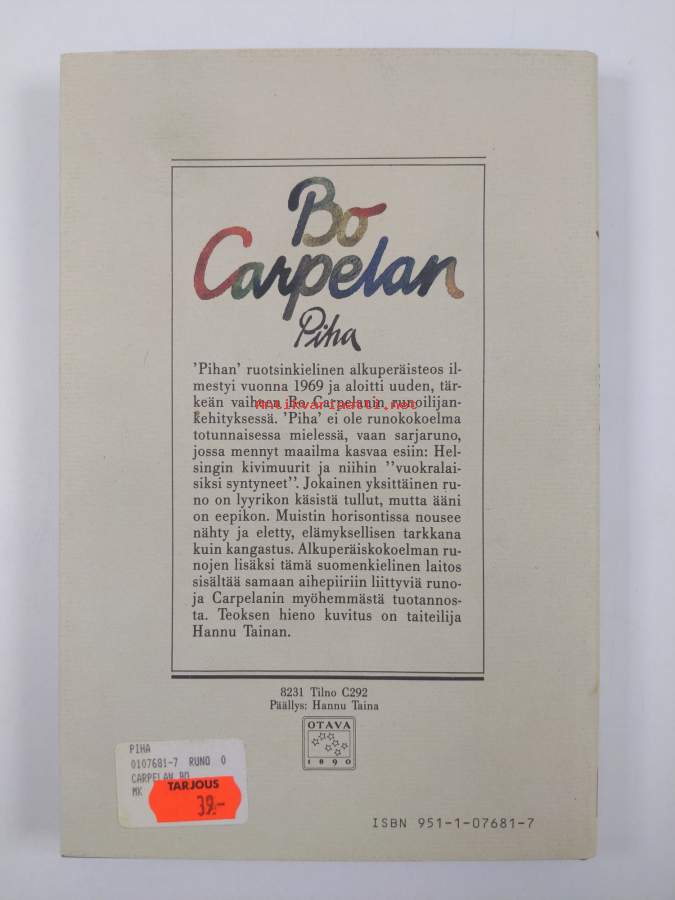 Bo
Carpelan
Piha
'Pihan' ruotsinkielinen alkuperäisteos il-
mestyi vuonna 1969 ja aloitti uuden, tär-
keän vaiheen Bo Carpelanin runoilijan-
Antikvariaatti.net
kehityksessä. 'Piha' ei ole runokokoelma
totunnaisessa mielessä, vaan sarjaruno,
jossa mennyt maailma kasvaa esiin: Hel-
singin kivimuurit ja niihin "vuokralai-
siksi syntyneet". Jokainen yksittäinen ru-
no on lyyrikon käsistä tullut, mutta ääni
on eepikon. Muistin horisontissa nousee
nähty ja eletty, elämyksellisen tarkkana
kuin kangastus. Alkuperäiskokoelman ru-
nojen lisäksi tämä suomenkielinen laitos
sisältää samaan aihepiiriin liittyviä runo-
ja Carpelanin myöhemmästä tuotannos-
ta. Teoksen hieno kuvitus on taiteilija
Hannu Tainan.
8231 Tilno C292
Päällys: Hannu Taina
OTAVA
1890
PIHA
0107681-7 RUNO 0
CARPELAN BO
MK
TARJOUS
39.-
ISBN 951-1-07681-7